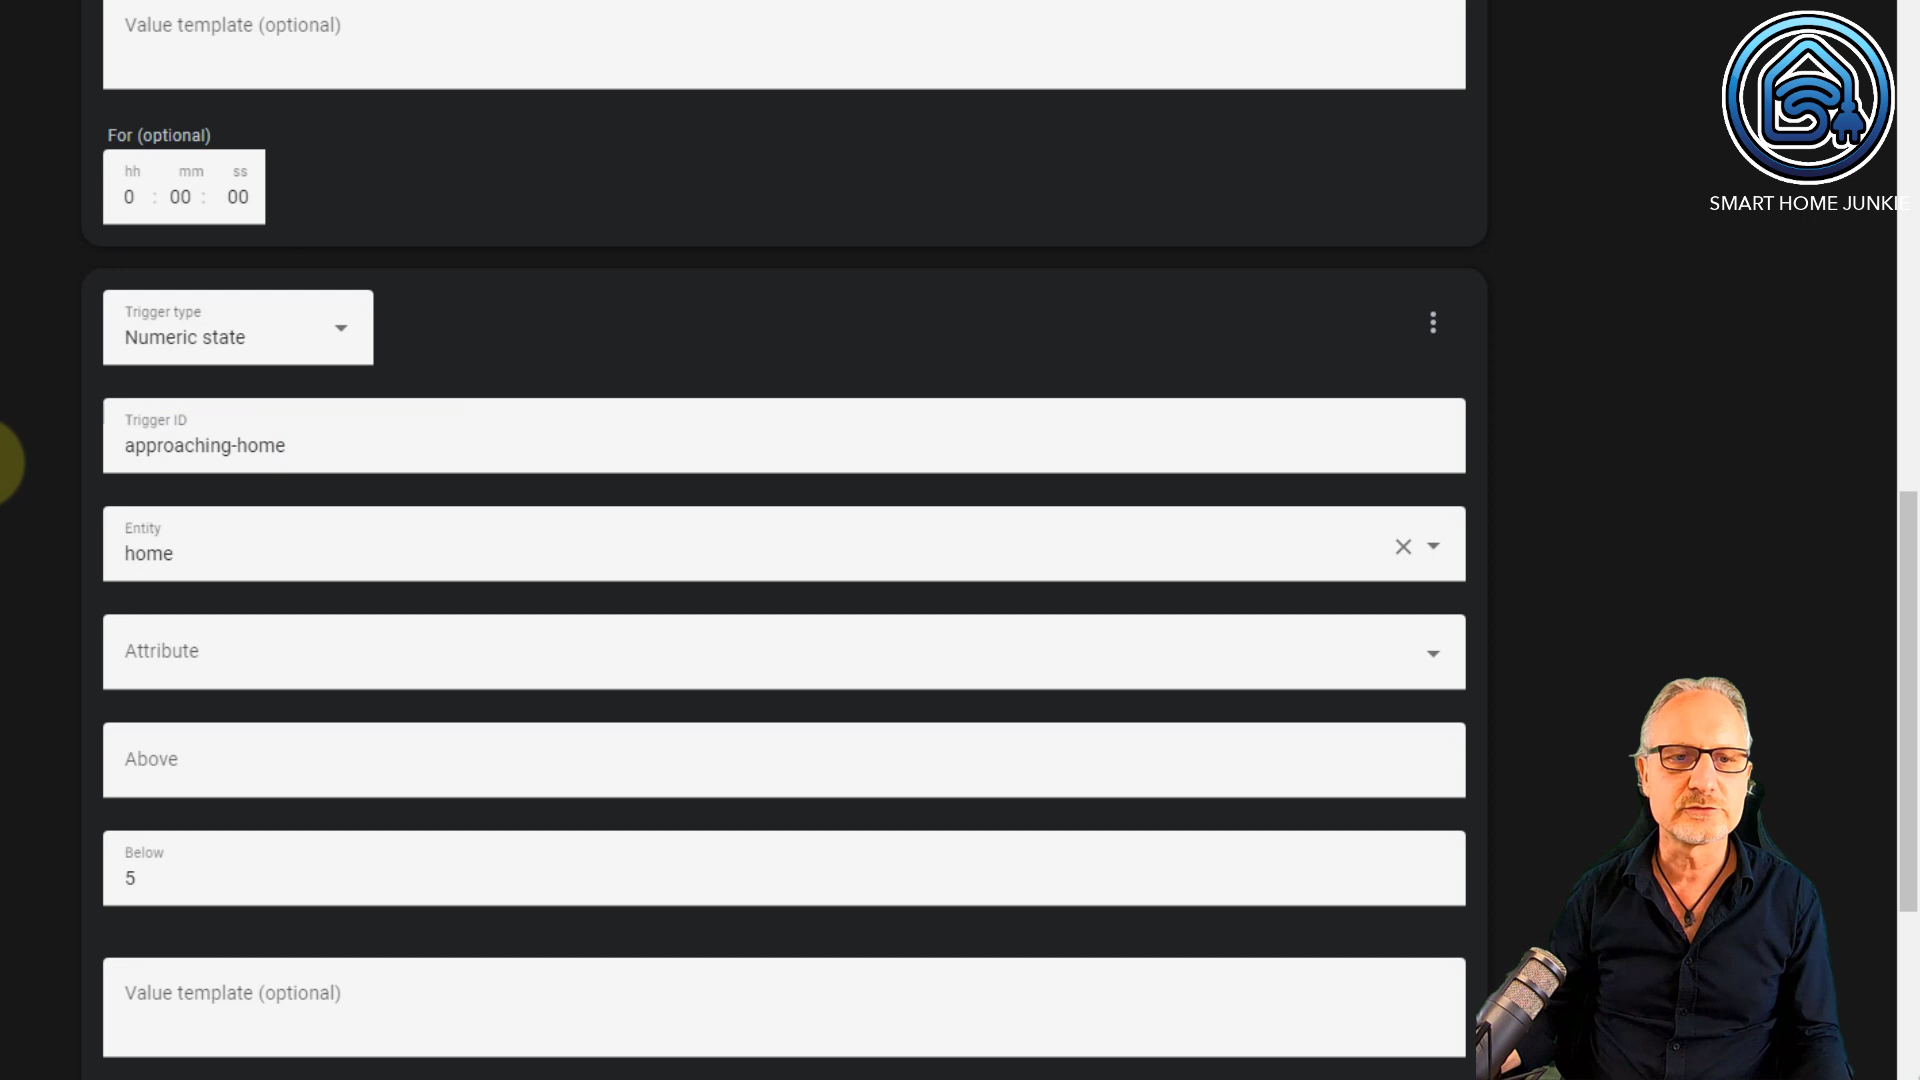 Value template (optional)
For (optional)
hh mm ss
0 : 00 : 00
SMART HOME JUNKIE
Trigger type
Numeric state
Trigger ID
approaching-home
Entity
home
Attribute
Above
Below
5
Value template (optional)